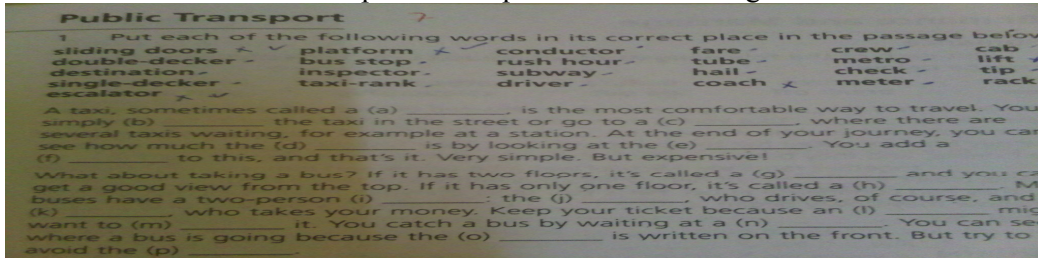 Public Transport
1 Put each of the following words in its correct place in the passage below
sliding doors platform conductor fare crew cab
double-decker bus stop rush hour tube metro lift
destination inspector subway hail check tip
single-decker taxi-rank driver coach meter rack
escalator
A taxi, sometimes called a (a) ________, is the most comfortable way to travel. You
simply (b) ________ the taxi in the street or go to a (c) ________, where there are
several taxis waiting, for example at a station. At the end of your journey, you can
see how much the (d) ________ is by looking at the (e) ________. You add a
(f) ________ to this, and that's it. Very simple. But expensive!
What about taking a bus? If it has two floors, it's called a (g) ________ and you
get a good view from the top. If it has only one floor, it's called a (h) ________.
buses have a two-person (i) ________: the (j) ________, who drives, of course, and
(k) ________, who takes your money. Keep your ticket because an (l) ________
want to (m) ________ it. You catch a bus by waiting at a (n) ________. You can
where a bus is going because the (o) ________ is written on the front. But try to
avoid the (p) ________.